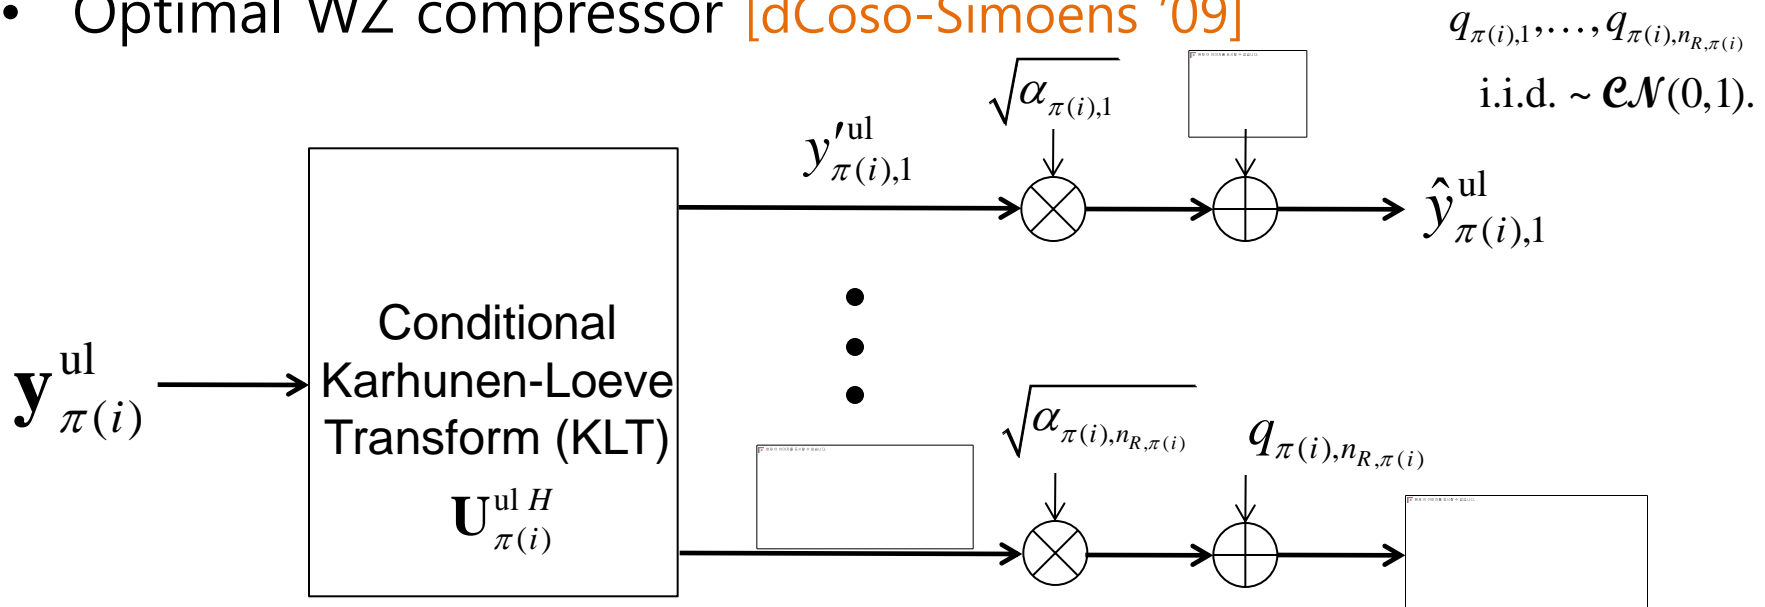 • Optimal WZ compressor [dCoso-Simoens ’09]
q_{π(i),1},…,q_{π(i),n_{R,π(i)}}
i.i.d. ~ 𝒞𝒩(0,1).
√α_{π(i),1}
y′^{ul}_{π(i),1}
ŷ^{ul}_{π(i),1}
Conditional
Karhunen-Loeve
Transform (KLT)
U^{ul H}_{π(i)}
y^{ul}_{π(i)}
√α_{π(i),n_{R,π(i)}}
q_{π(i),n_{R,π(i)}}